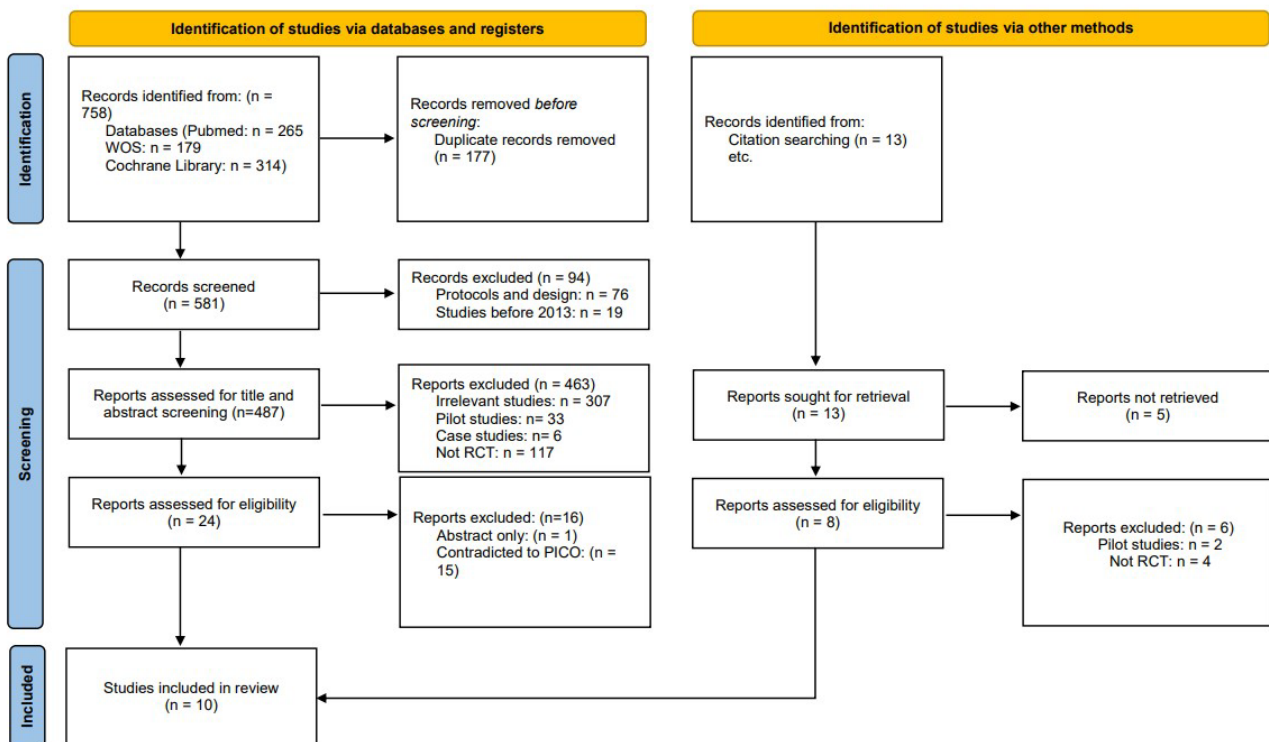 Identification of studies via databases and registers
Identification of studies via other methods
Identification
Records identified from: (n =
758)
Databases (Pubmed: n = 265
WOS: n = 179
Cochrane Library: n = 314)
Records removed before
screening:
Duplicate records removed
(n = 177)
Records identified from:
Citation searching (n = 13)
etc.
Screening
Records screened
(n = 581)
Records excluded (n = 94)
Protocols and design: n = 76
Studies before 2013: n = 19
Reports assessed for title and
abstract screening (n=487)
Reports excluded (n = 463)
Irrelevant studies: n = 307
Pilot studies: n= 33
Case studies: n= 6
Not RCT: n = 117
Reports sought for retrieval
(n = 13)
Reports not retrieved
(n = 5)
Reports assessed for eligibility
(n = 24)
Reports excluded: (n=16)
Abstract only: (n = 1)
Contradicted to PICO: (n =
15)
Reports assessed for eligibility
(n = 8)
Reports excluded: (n = 6)
Pilot studies: n = 2
Not RCT: n = 4
Included
Studies included in review
(n = 10)